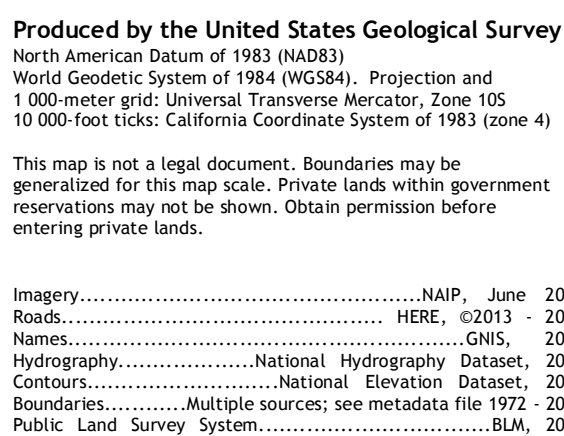 Produced by the United States Geological Survey
North American Datum of 1983 (NAD83)
World Geodetic System of 1984 (WGS84). Projection and
1 000-meter grid: Universal Transverse Mercator, Zone 10S
10 000-foot ticks: California Coordinate System of 1983 (zone 4)
This map is not a legal document. Boundaries may be
generalized for this map scale. Private lands within government
reservations may not be shown. Obtain permission before
entering private lands.
Imagery.....................................................NAIP, June 20
Roads.................................................. HERE, ©2013 - 20
Names.............................................................GNIS, 20
Hydrography.....................National Hydrography Dataset, 20
Contours.............................National Elevation Dataset, 20
Boundaries............Multiple sources; see metadata file 1972 - 20
Public Land Survey System..................................BLM, 20